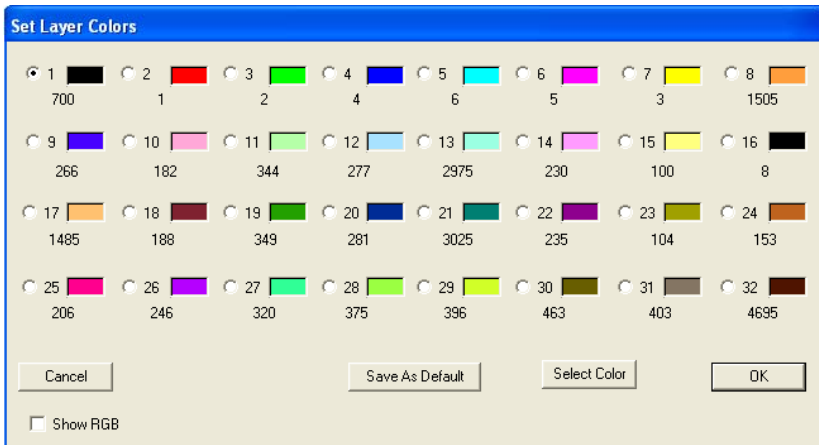 Set Layer Colors
1 2 3 4 5 6 7 8
700 1 2 4 6 5 3 1505
9 10 11 12 13 14 15 16
266 182 344 277 2975 230 100 8
17 18 19 20 21 22 23 24
1485 188 349 281 3025 235 104 153
25 26 27 28 29 30 31 32
206 246 320 375 396 463 403 4695
Cancel Save As Default Select Color OK
Show RGB